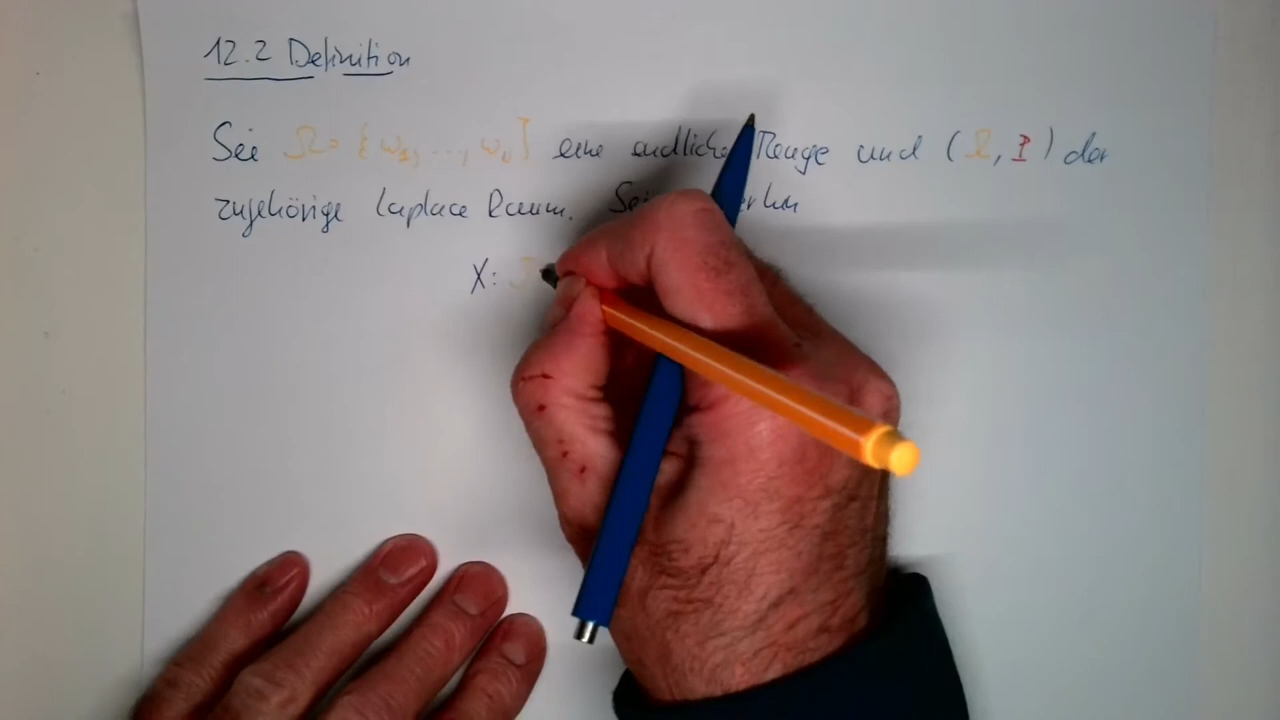 12.2 Definition
Sei Ω = {ω₁, ..., ωₙ} eine endliche Menge und (Ω, P) der
zugehörige Laplace Raum.
X: Ω